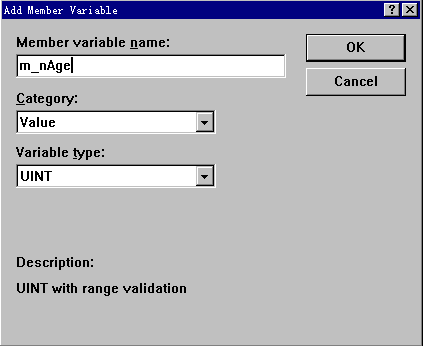 Add Member Variable
Member variable name:
OK
m_nAge
Cancel
Category:
Value
Variable type:
UINT
Description:
UINT with range validation